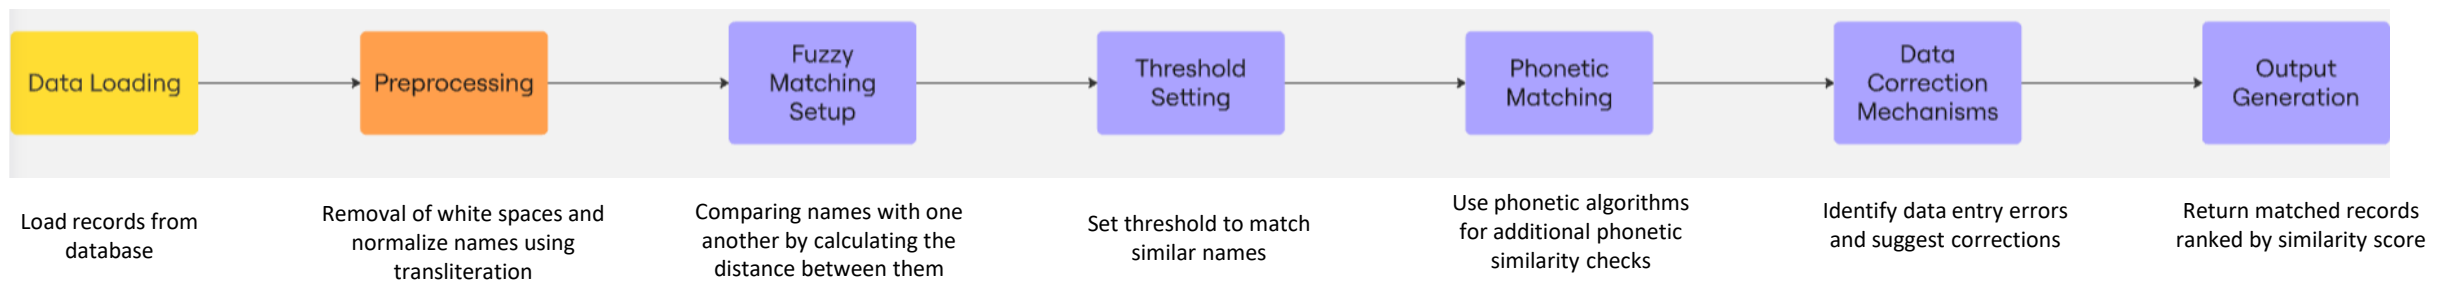 Data Loading
Preprocessing
Fuzzy
Matching
Setup
Threshold
Setting
Phonetic
Matching
Data
Correction
Mechanisms
Output
Generation
Load records from
database
Removal of white spaces and
normalize names using
transliteration
Comparing names with one
another by calculating the
distance between them
Set threshold to match
similar names
Use phonetic algorithms
for additional phonetic
similarity checks
Identify data entry errors
and suggest corrections
Return matched records
ranked by similarity score